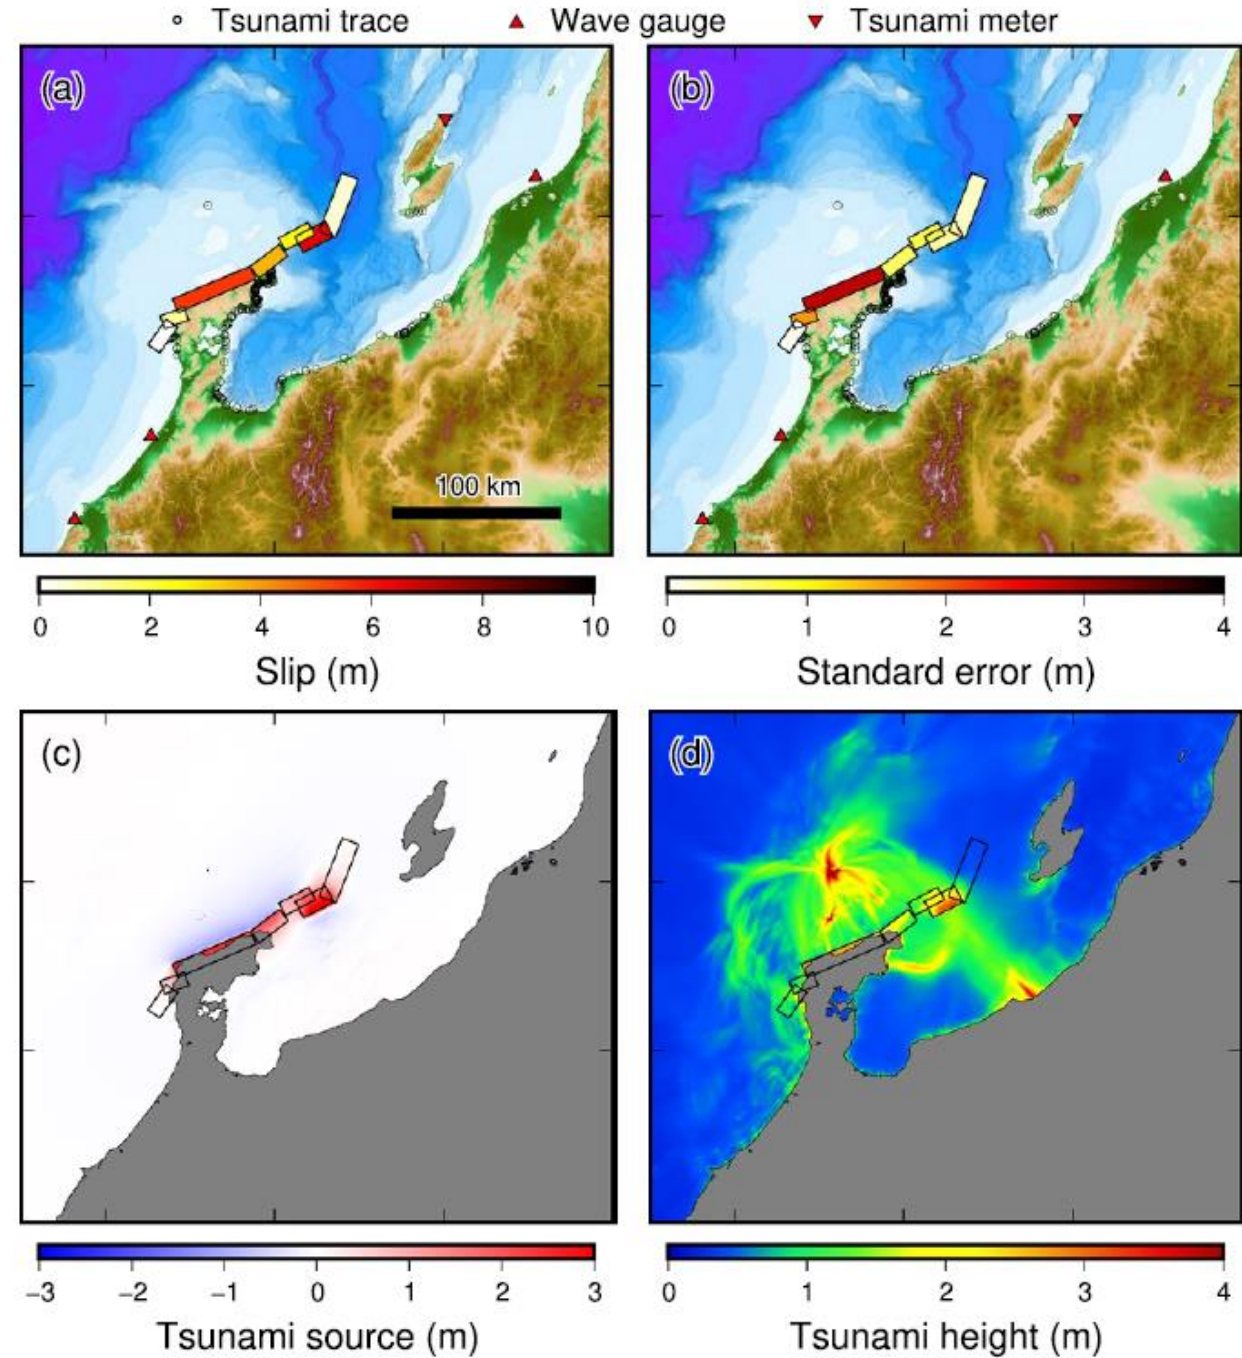 Tsunami trace Wave gauge Tsunami meter
(a) (b)
100 km
0 2 4 6 8 10 0 1 2 3 4
Slip (m) Standard error (m)
(c) (d)
−3 −2 −1 0 1 2 3 0 1 2 3 4
Tsunami source (m) Tsunami height (m)